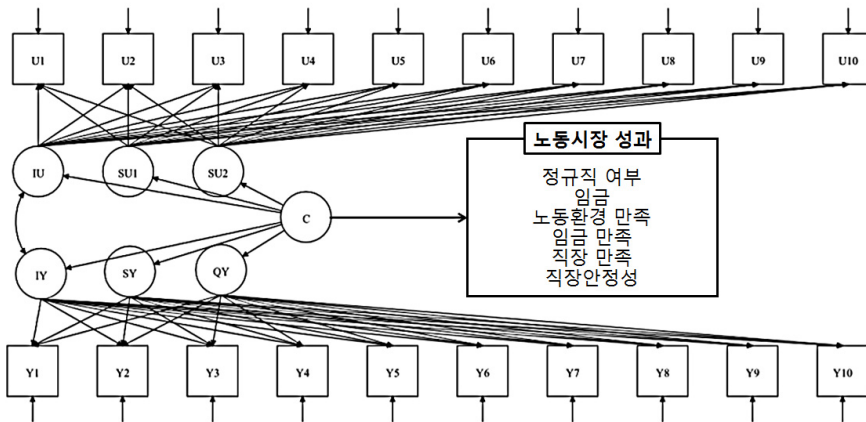 U1 U2 U3 U4 U5 U6 U7 U8 U9 U10
노동시장 성과
정규직 여부
임금
노동환경 만족
임금 만족
직장 만족
직장안정성
IU SU1 SU2
C
IY SY QY
Y1 Y2 Y3 Y4 Y5 Y6 Y7 Y8 Y9 Y10